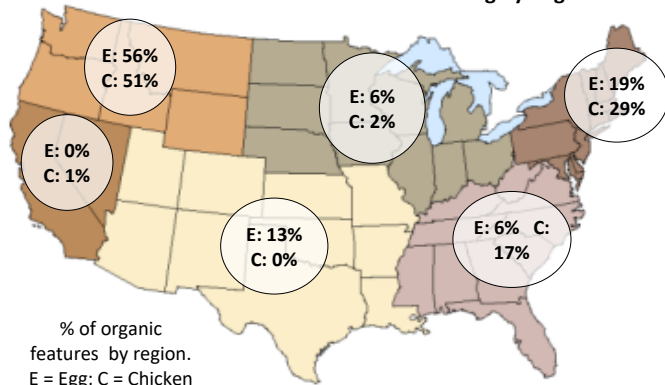 E: 56%
C: 51%
E: 6%
C: 2%
E: 19%
C: 29%
E: 0%
C: 1%
E: 13%
C: 0%
E: 6% C:
17%
% of organic
features by region.
E = Egg; C = Chicken